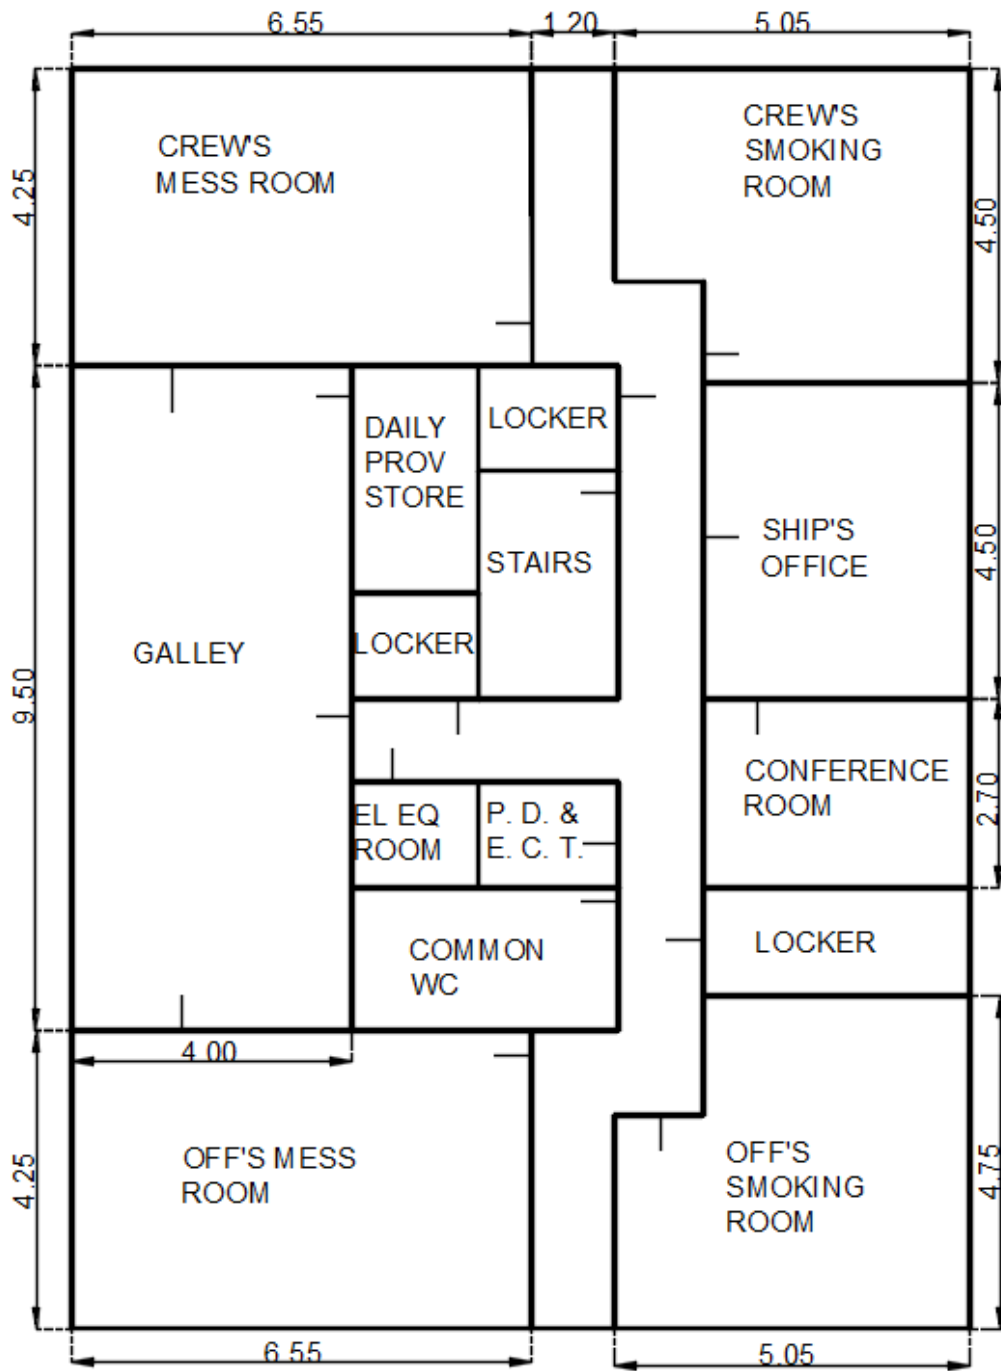 6.55
1.20
5.05
CREW'S
MESS ROOM
CREW'S
SMOKING
ROOM
4.25
4.50
DAILY
PROV
STORE
LOCKER
STAIRS
SHIP'S
OFFICE
4.50
GALLEY
LOCKER
9.50
CONFERENCE
ROOM
2.70
EL EQ
ROOM
P. D. &
E. C. T.
COMMON
WC
LOCKER
4.00
OFF'S MESS
ROOM
OFF'S
SMOKING
ROOM
4.25
4.75
6.55
5.05